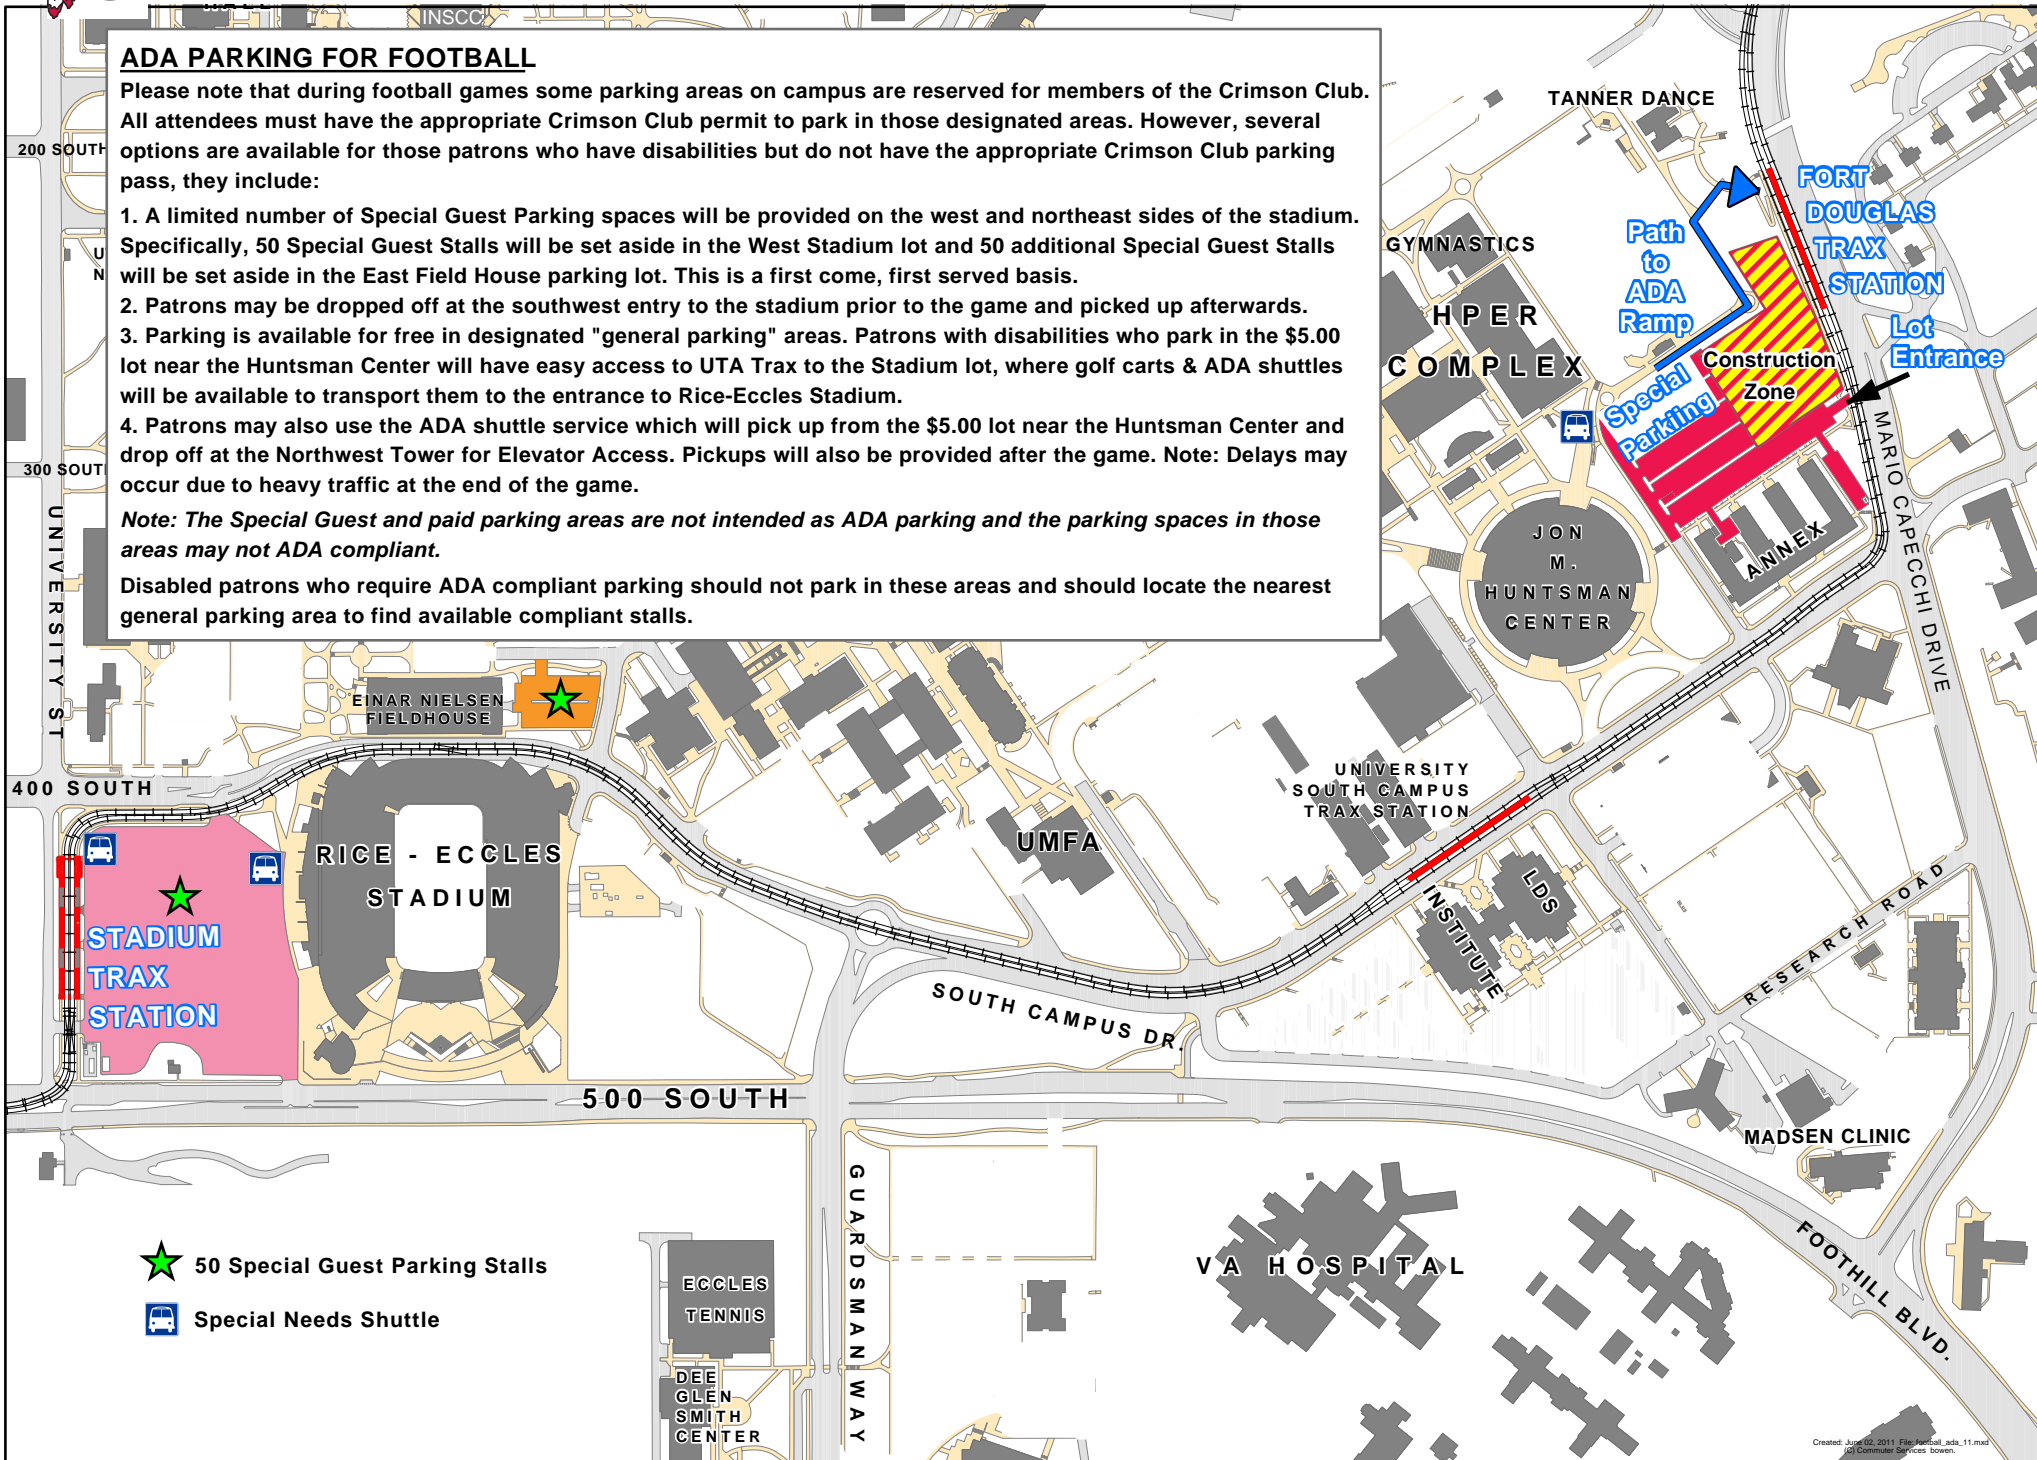 INSCC
ADA PARKING FOR FOOTBALL
Please note that during football games some parking areas on campus are reserved for members of the Crimson Club.
All attendees must have the appropriate Crimson Club permit to park in those designated areas. However, several
options are available for those patrons who have disabilities but do not have the appropriate Crimson Club parking
pass, they include:
1. A limited number of Special Guest Parking spaces will be provided on the west and northeast sides of the stadium.
Specifically, 50 Special Guest Stalls will be set aside in the West Stadium lot and 50 additional Special Guest Stalls
will be set aside in the East Field House parking lot. This is a first come, first served basis.
2. Patrons may be dropped off at the southwest entry to the stadium prior to the game and picked up afterwards.
3. Parking is available for free in designated "general parking" areas. Patrons with disabilities who park in the $5.00
lot near the Huntsman Center will have easy access to UTA Trax to the Stadium lot, where golf carts & ADA shuttles
will be available to transport them to the entrance to Rice-Eccles Stadium.
4. Patrons may also use the ADA shuttle service which will pick up from the $5.00 lot near the Huntsman Center and
drop off at the Northwest Tower for Elevator Access. Pickups will also be provided after the game. Note: Delays may
occur due to heavy traffic at the end of the game.
Note: The Special Guest and paid parking areas are not intended as ADA parking and the parking spaces in those
areas may not ADA compliant.
Disabled patrons who require ADA compliant parking should not park in these areas and should locate the nearest
general parking area to find available compliant stalls.
200 SOUTH
U
N
300 SOUT
UNIVERSITY ST
400 SOUTH
TANNER DANCE
FORT
DOUGLAS
TRAX
STATION
Path
to
ADA
Ramp
GYMNASTICS
HPER
COMPLEX
Lot
Entrance
Construction
Zone
Special
Parkiing
MARIO CAPECCHI DRIVE
JON
M.
HUNTSMAN
CENTER
ANNEX
EINAR NIELSEN
FIELDHOUSE
RICE - ECCLES
STADIUM
STADIUM
TRAX
STATION
UMFA
UNIVERSITY
SOUTH CAMPUS
TRAX STATION
LDS
INSTITUTE
RESEARCH ROAD
SOUTH CAMPUS DR.
500 SOUTH
MADSEN CLINIC
GUARDSMAN WAY
VA HOSPITAL
FOOTHILL BLVD.
50 Special Guest Parking Stalls
Special Needs Shuttle
ECCLES
TENNIS
DEE
GLEN
SMITH
CENTER
Created: June 02, 2011 File: football_ada_11.mxd
(C) Commuter Services bowen.